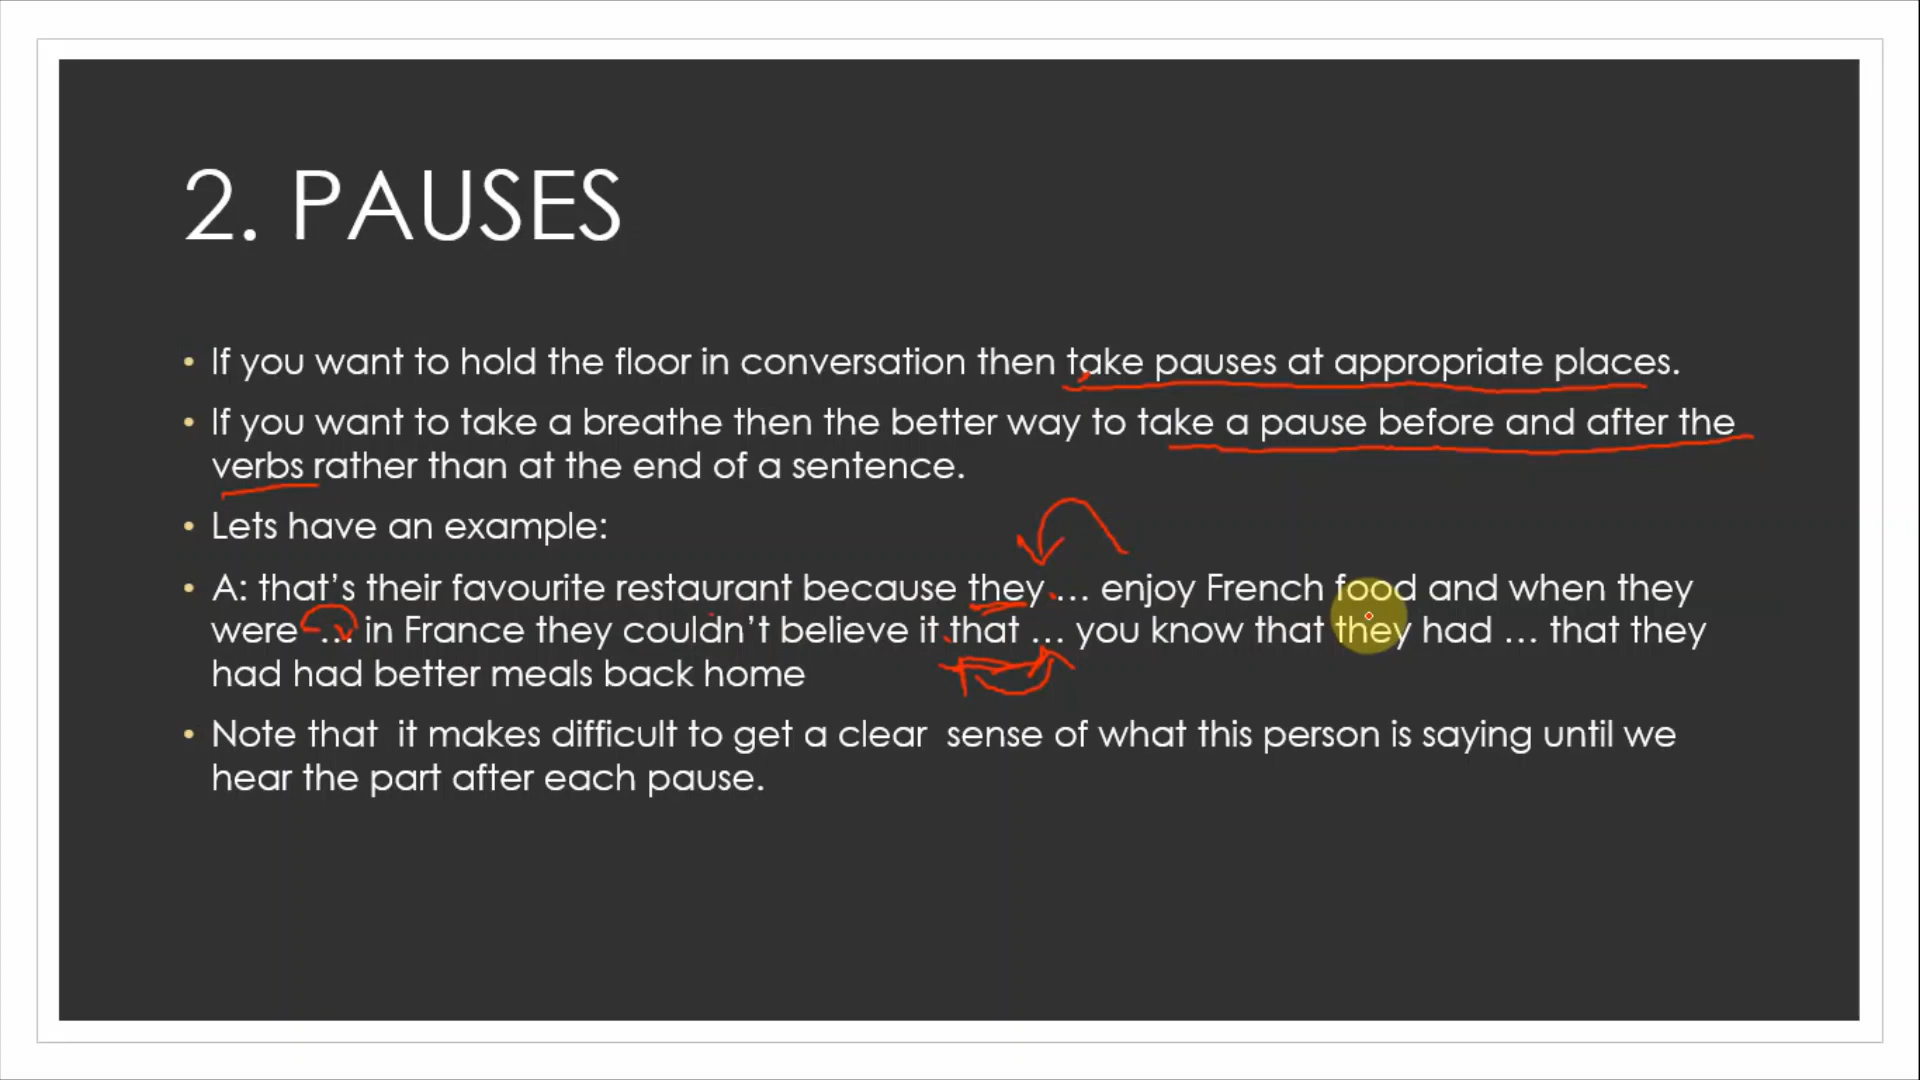 2. PAUSES
• If you want to hold the floor in conversation then take pauses at appropriate places.
• If you want to take a breathe then the better way to take a pause before and after the
verbs rather than at the end of a sentence.
• Lets have an example:
• A: that’s their favourite restaurant because they … enjoy French food and when they
were … in France they couldn’t believe it that … you know that they had … that they
had had better meals back home
• Note that it makes difficult to get a clear sense of what this person is saying until we
hear the part after each pause.